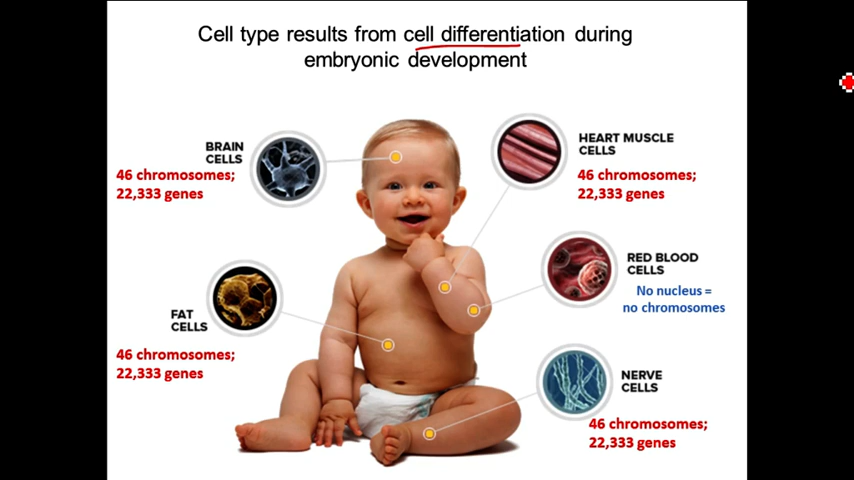 Cell type results from cell differentiation during
embryonic development
BRAIN
CELLS
46 chromosomes;
22,333 genes
HEART MUSCLE
CELLS
46 chromosomes;
22,333 genes
RED BLOOD
CELLS
No nucleus =
no chromosomes
FAT
CELLS
46 chromosomes;
22,333 genes
NERVE
CELLS
46 chromosomes;
22,333 genes